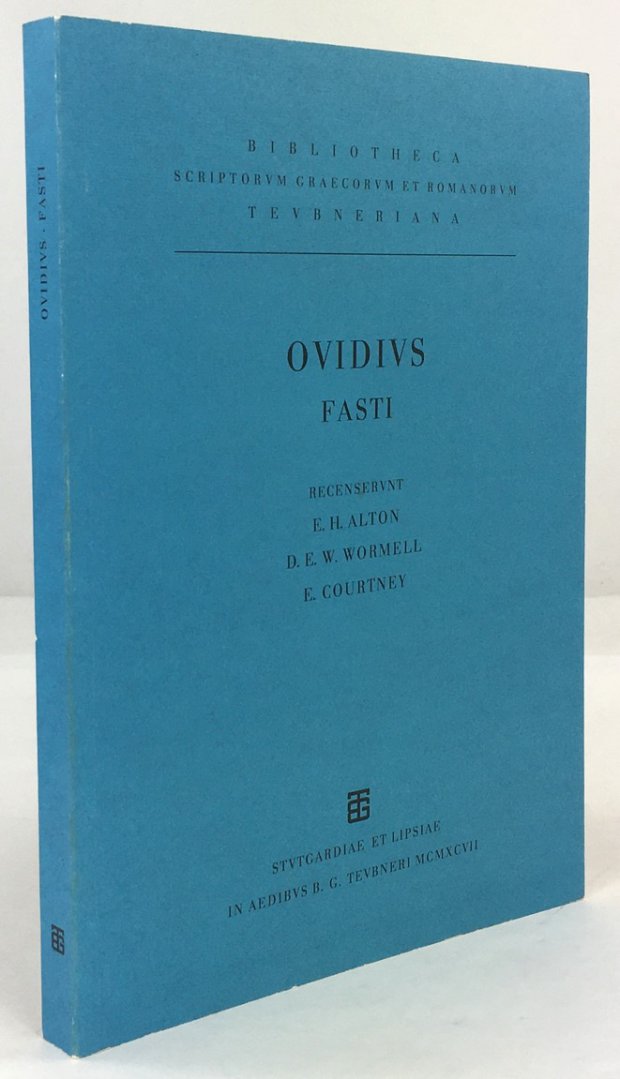 OVIDIVS · FASTI
BIBLIOTHECA
SCRIPTORVM GRAECORVM ET ROMANORVM
TEVBNERIANA
OVIDIVS
FASTI
RECENSERVNT
E. H. ALTON
D. E. W. WORMELL
E. COURTNEY
STVTGARDIAE ET LIPSIAE
IN AEDIBVS B. G. TEVBNERI MCMXCVII